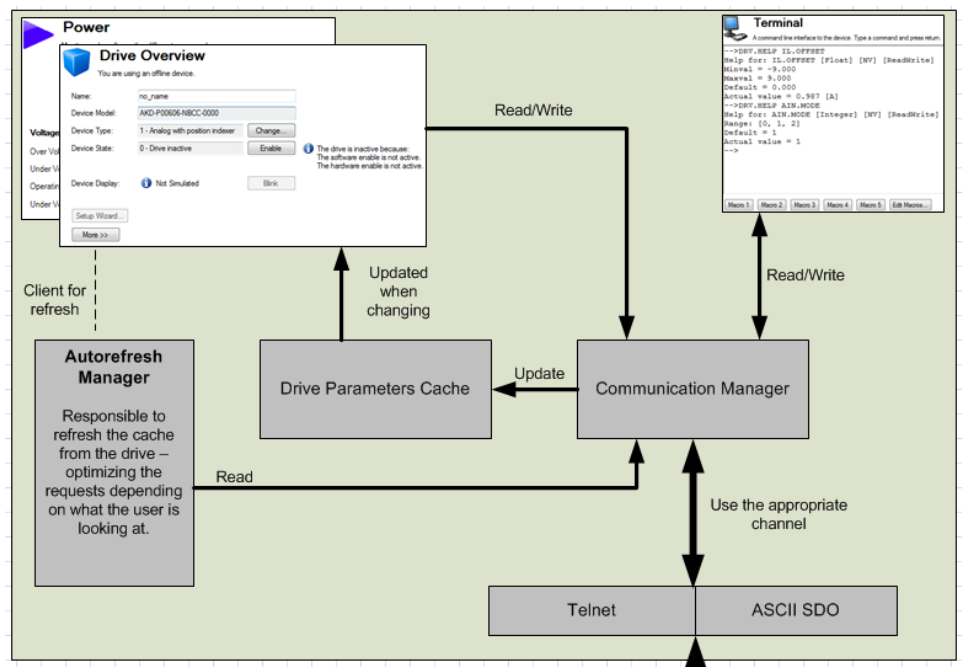 Power
Drive Overview
You are using an offline device.
Name: no_name
Device Model: AKD-P00606-NBCC-0000
Device Type: 1 - Analog with position indexer Change...
Device State: 0 - Drive inactive Enable
The drive is inactive because:
The software enable is not active.
The hardware enable is not active.
Device Display: Not Simulated Blink
Setup Wizard...
More >>
Voltage
Over Vol
Under V
Operatin
Under V
Terminal
A command line interface to the device. Type a command and press return.
-->DRV.HELP IL.OFFSET
Help for: IL.OFFSET [Float] [NV] [ReadWrite]
Minval = -9.000
Maxval = 9.000
Default = 0.000
Actual value = 0.987 [A]
-->DRV.HELP AIN.MODE
Help for: AIN.MODE [Integer] [NV] [ReadWrite]
Range: [0, 1, 2]
Default = 1
Actual value = 1
-->
Macro 1 Macro 2 Macro 3 Macro 4 Macro 5 Edit Macros...
Read/Write
Read/Write
Client for
refresh
Updated
when
changing
Autorefresh
Manager
Responsible to
refresh the cache
from the drive –
optimizing the
requests depending
on what the user is
looking at.
Drive Parameters Cache
Update
Communication Manager
Read
Use the appropriate
channel
Telnet
ASCII SDO